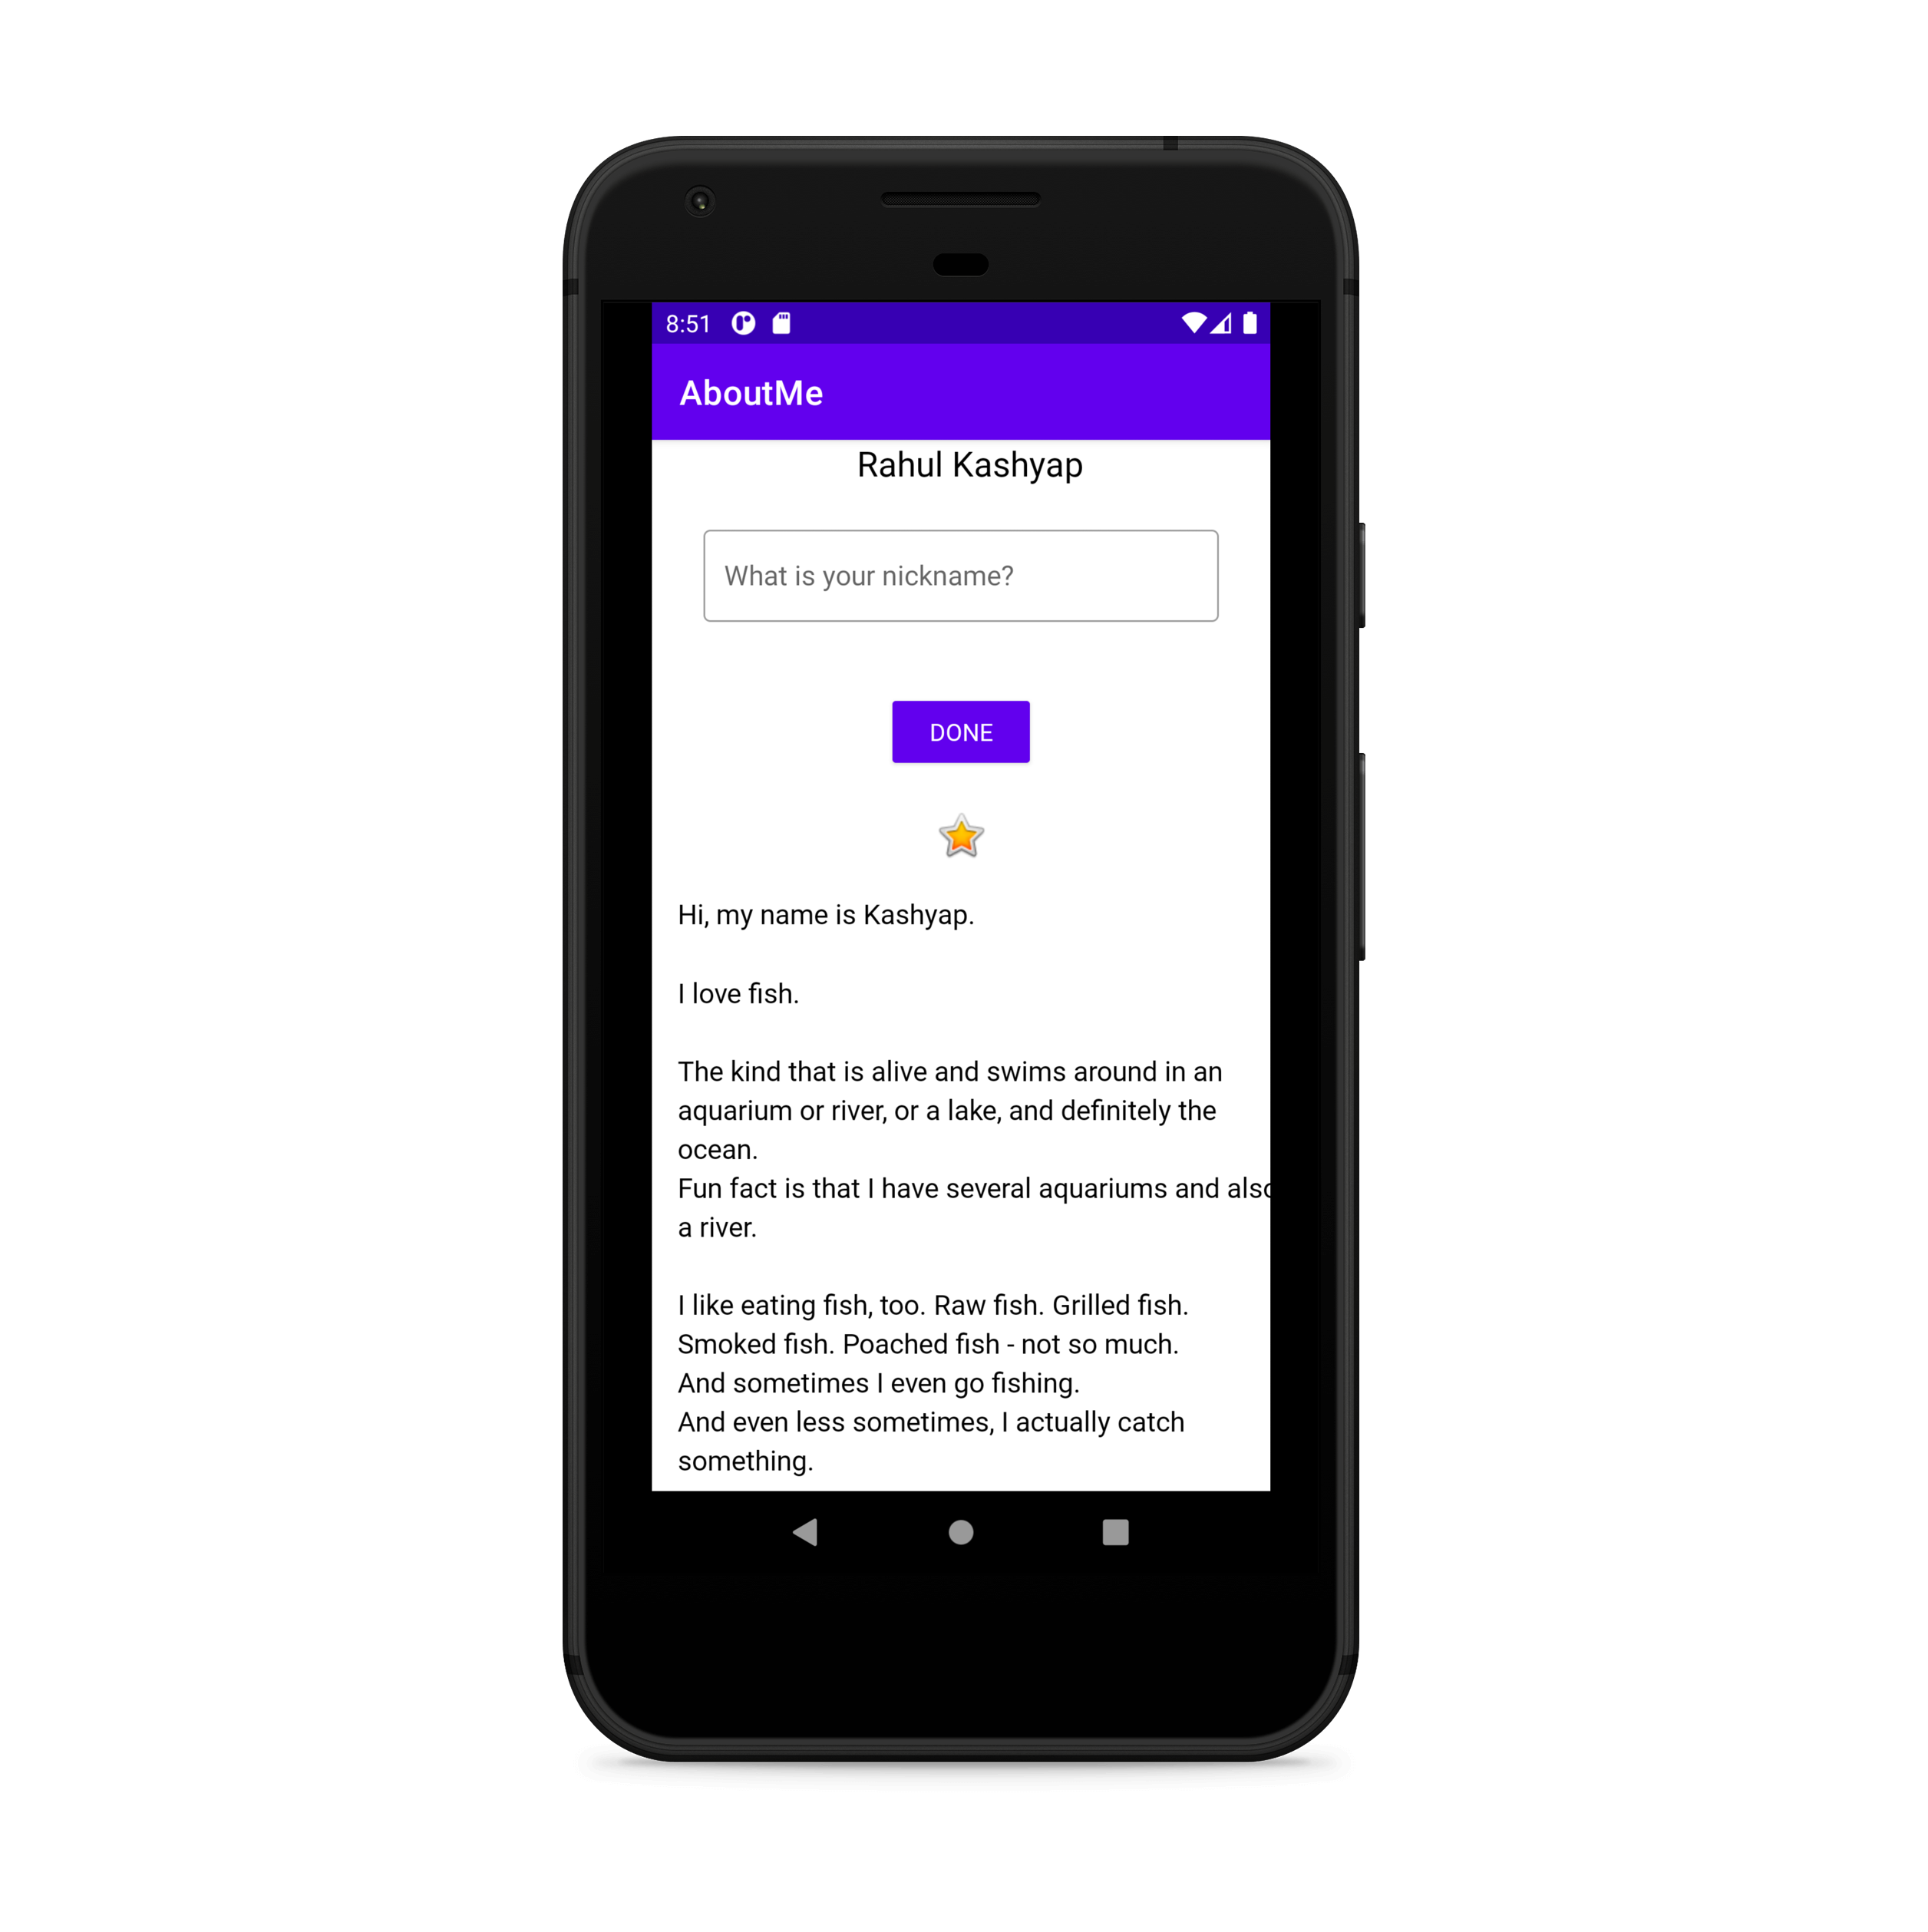 8:51
AboutMe
Rahul Kashyap
What is your nickname?
DONE
Hi, my name is Kashyap.
I love fish.
The kind that is alive and swims around in an
aquarium or river, or a lake, and definitely the
ocean.
Fun fact is that I have several aquariums and also
a river.
I like eating fish, too. Raw fish. Grilled fish.
Smoked fish. Poached fish - not so much.
And sometimes I even go fishing.
And even less sometimes, I actually catch
something.